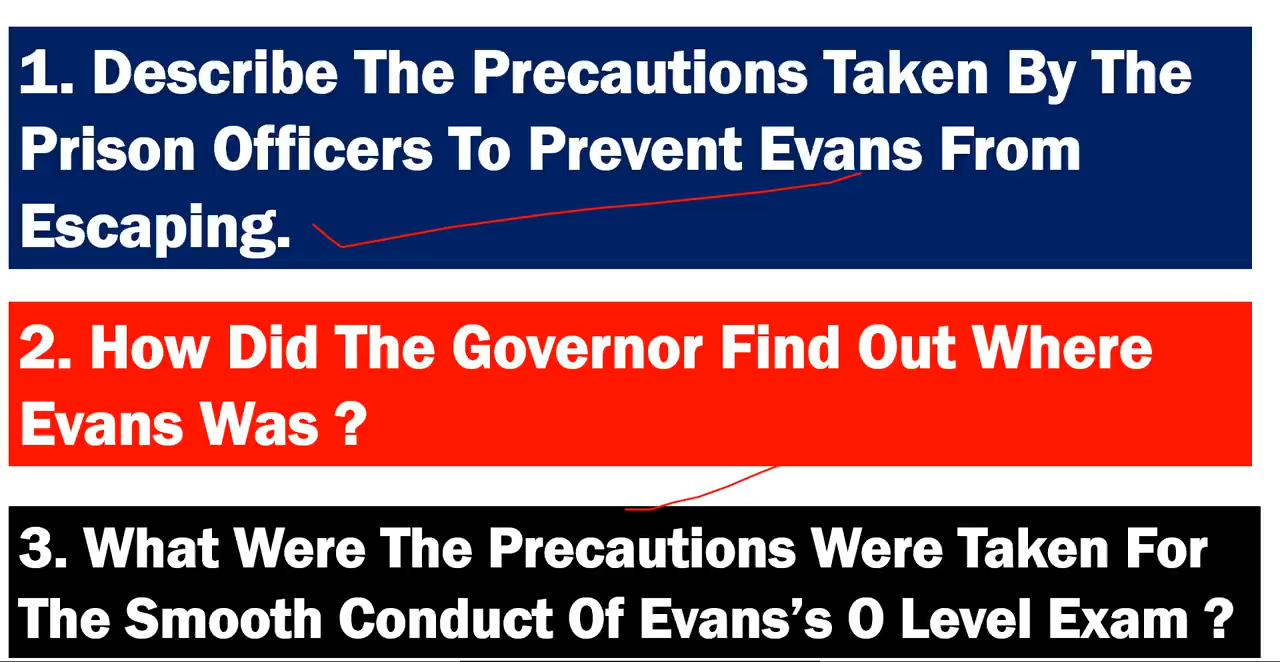 1. Describe The Precautions Taken By The
Prison Officers To Prevent Evans From
Escaping.
2. How Did The Governor Find Out Where
Evans Was ?
3. What Were The Precautions Were Taken For
The Smooth Conduct Of Evans’s O Level Exam ?